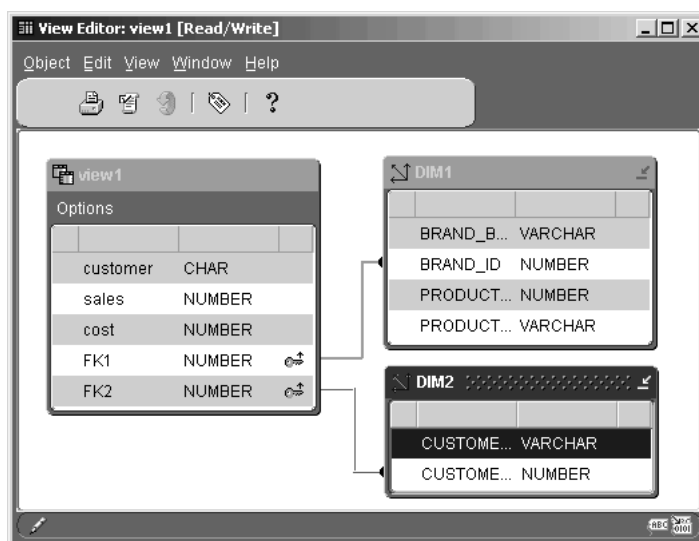 View Editor: view1 [Read/Write]
Object Edit View Window Help
?
view1
Options
customer CHAR
sales NUMBER
cost NUMBER
FK1 NUMBER
FK2 NUMBER
DIM1
BRAND_B... VARCHAR
BRAND_ID NUMBER
PRODUCT... NUMBER
PRODUCT... VARCHAR
DIM2
CUSTOME... VARCHAR
CUSTOME... NUMBER
ABC